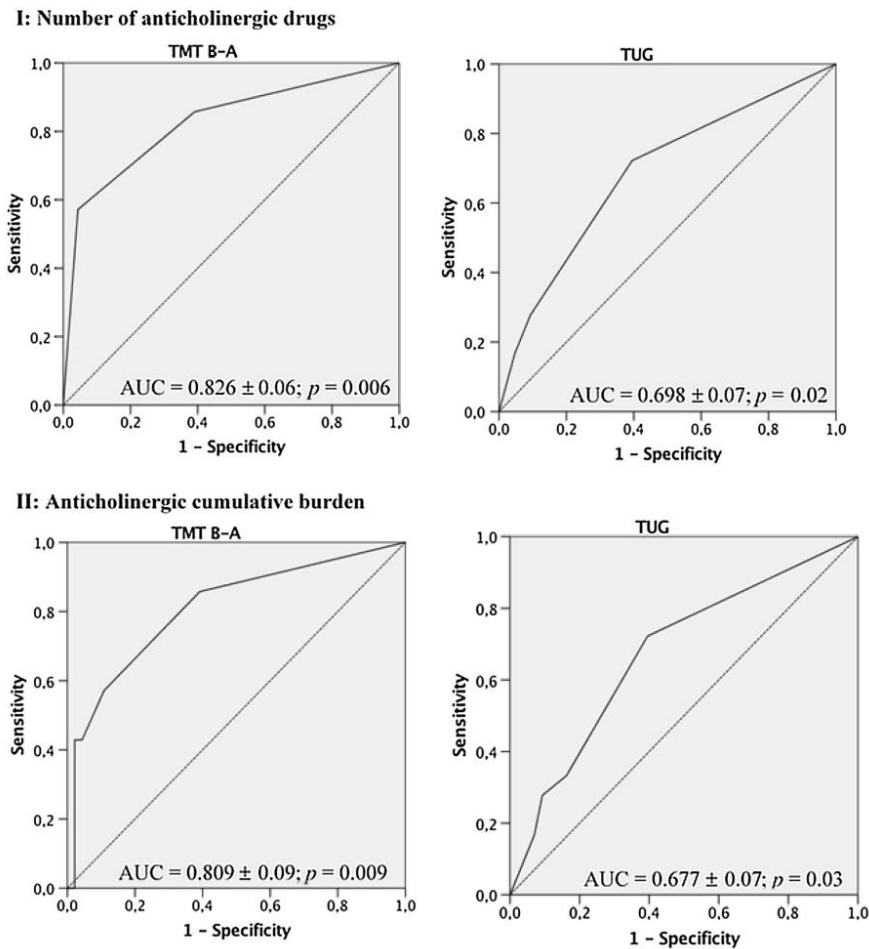 I: Number of anticholinergic drugs
TMT B-A
1,0
0,8
0,6
0,4
0,2
0,0
Sensitivity
AUC = 0.826 ± 0.06; p = 0.006
0,0 0,2 0,4 0,6 0,8 1,0
1 - Specificity
TUG
1,0
0,8
0,6
0,4
0,2
0,0
Sensitivity
AUC = 0.698 ± 0.07; p = 0.02
0,0 0,2 0,4 0,6 0,8 1,0
1 - Specificity
II: Anticholinergic cumulative burden
TMT B-A
1,0
0,8
0,6
0,4
0,2
0,0
Sensitivity
AUC = 0.809 ± 0.09; p = 0.009
0,0 0,2 0,4 0,6 0,8 1,0
1 - Specificity
TUG
1,0
0,8
0,6
0,4
0,2
0,0
Sensitivity
AUC = 0.677 ± 0.07; p = 0.03
0,0 0,2 0,4 0,6 0,8 1,0
1 - Specificity